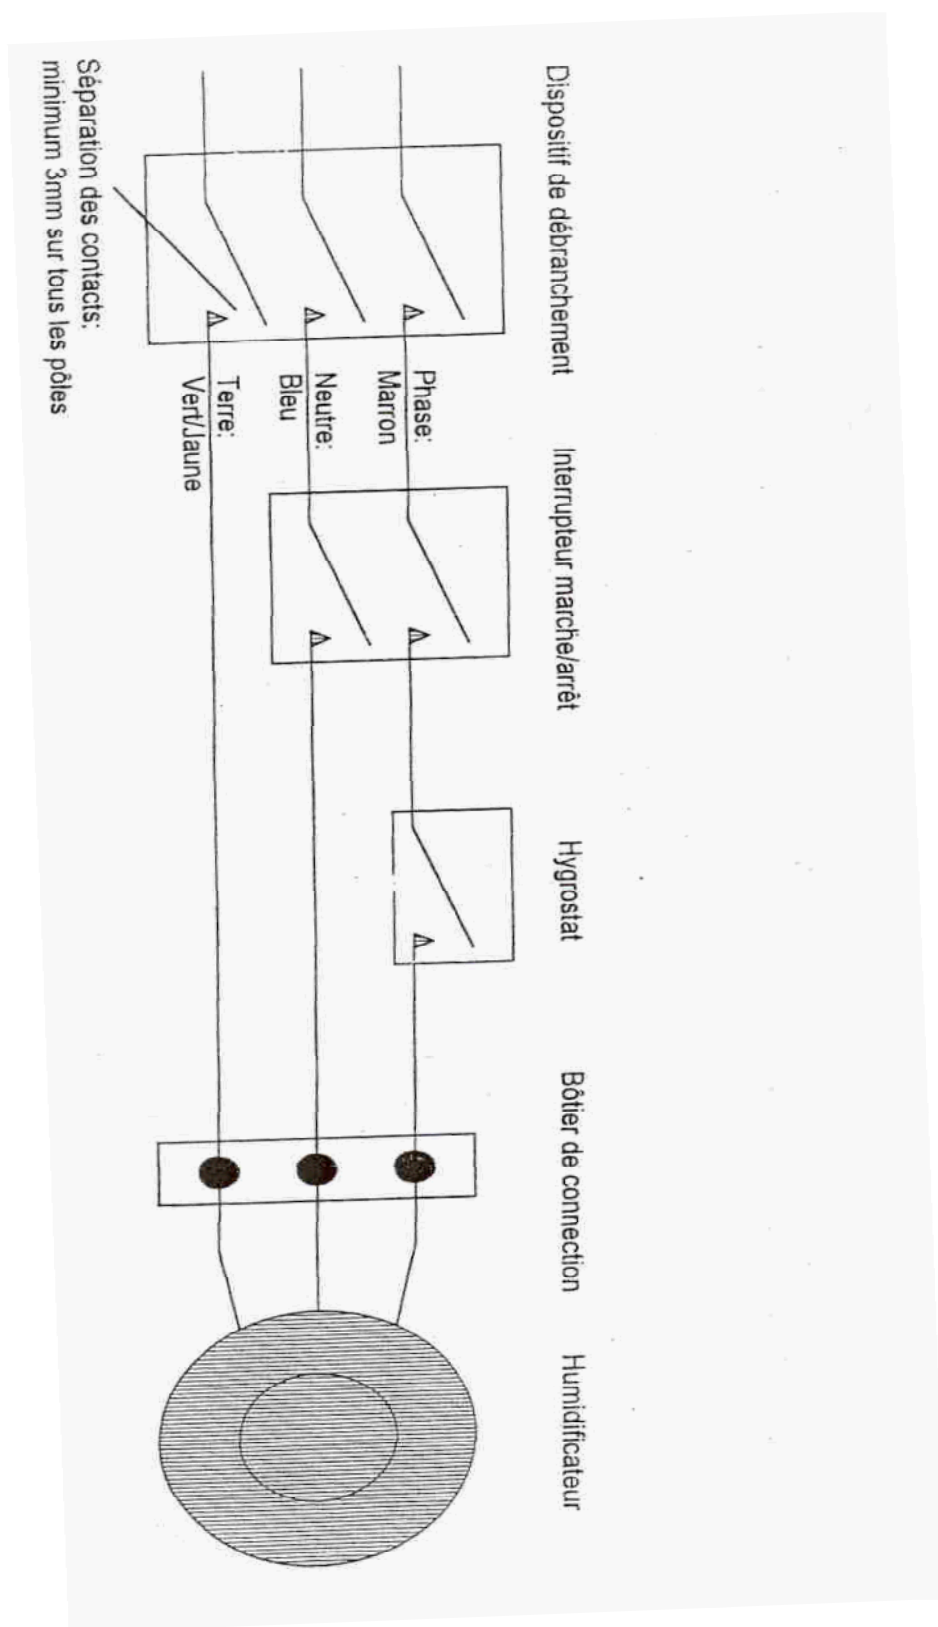 Dispositif de débranchement
Interrupteur marche/arrêt
Hygrostat
Bôtier de connection
Humidificateur
Phase:
Marron
Neutre:
Bleu
Terre:
Vert/Jaune
Séparation des contacts:
minimum 3mm sur tous les pôles